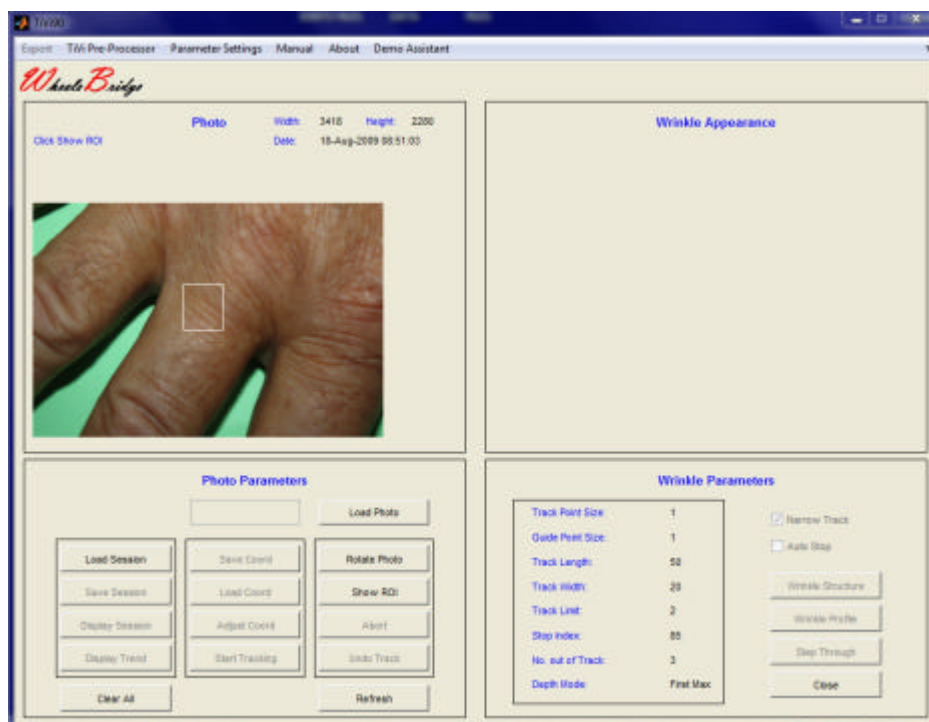 TiVi90
Export TiVi Pre-Processor Parameter Settings Manual About Demo Assistant
WheelsBridge
Photo Width: 3418 Height: 2280
Click Show ROI Date: 18-Aug-2009 08:51:03
Wrinkle Appearance
Photo Parameters
Load Photo
Load Session Save Coord Rotate Photo
Save Session Load Coord Show ROI
Display Session Adjust Coord Abort
Display Trend Start Tracking Undo Track
Clear All Refresh
Wrinkle Parameters
Track Point Size: 1
Guide Point Size: 1
Track Length: 50
Track Width: 20
Track Limit: 2
Stop Index: 85
No. out of Track: 3
Depth Mode: First Max
Narrow Track
Auto Stop
Wrinkle Structure
Wrinkle Profile
Step Through
Close